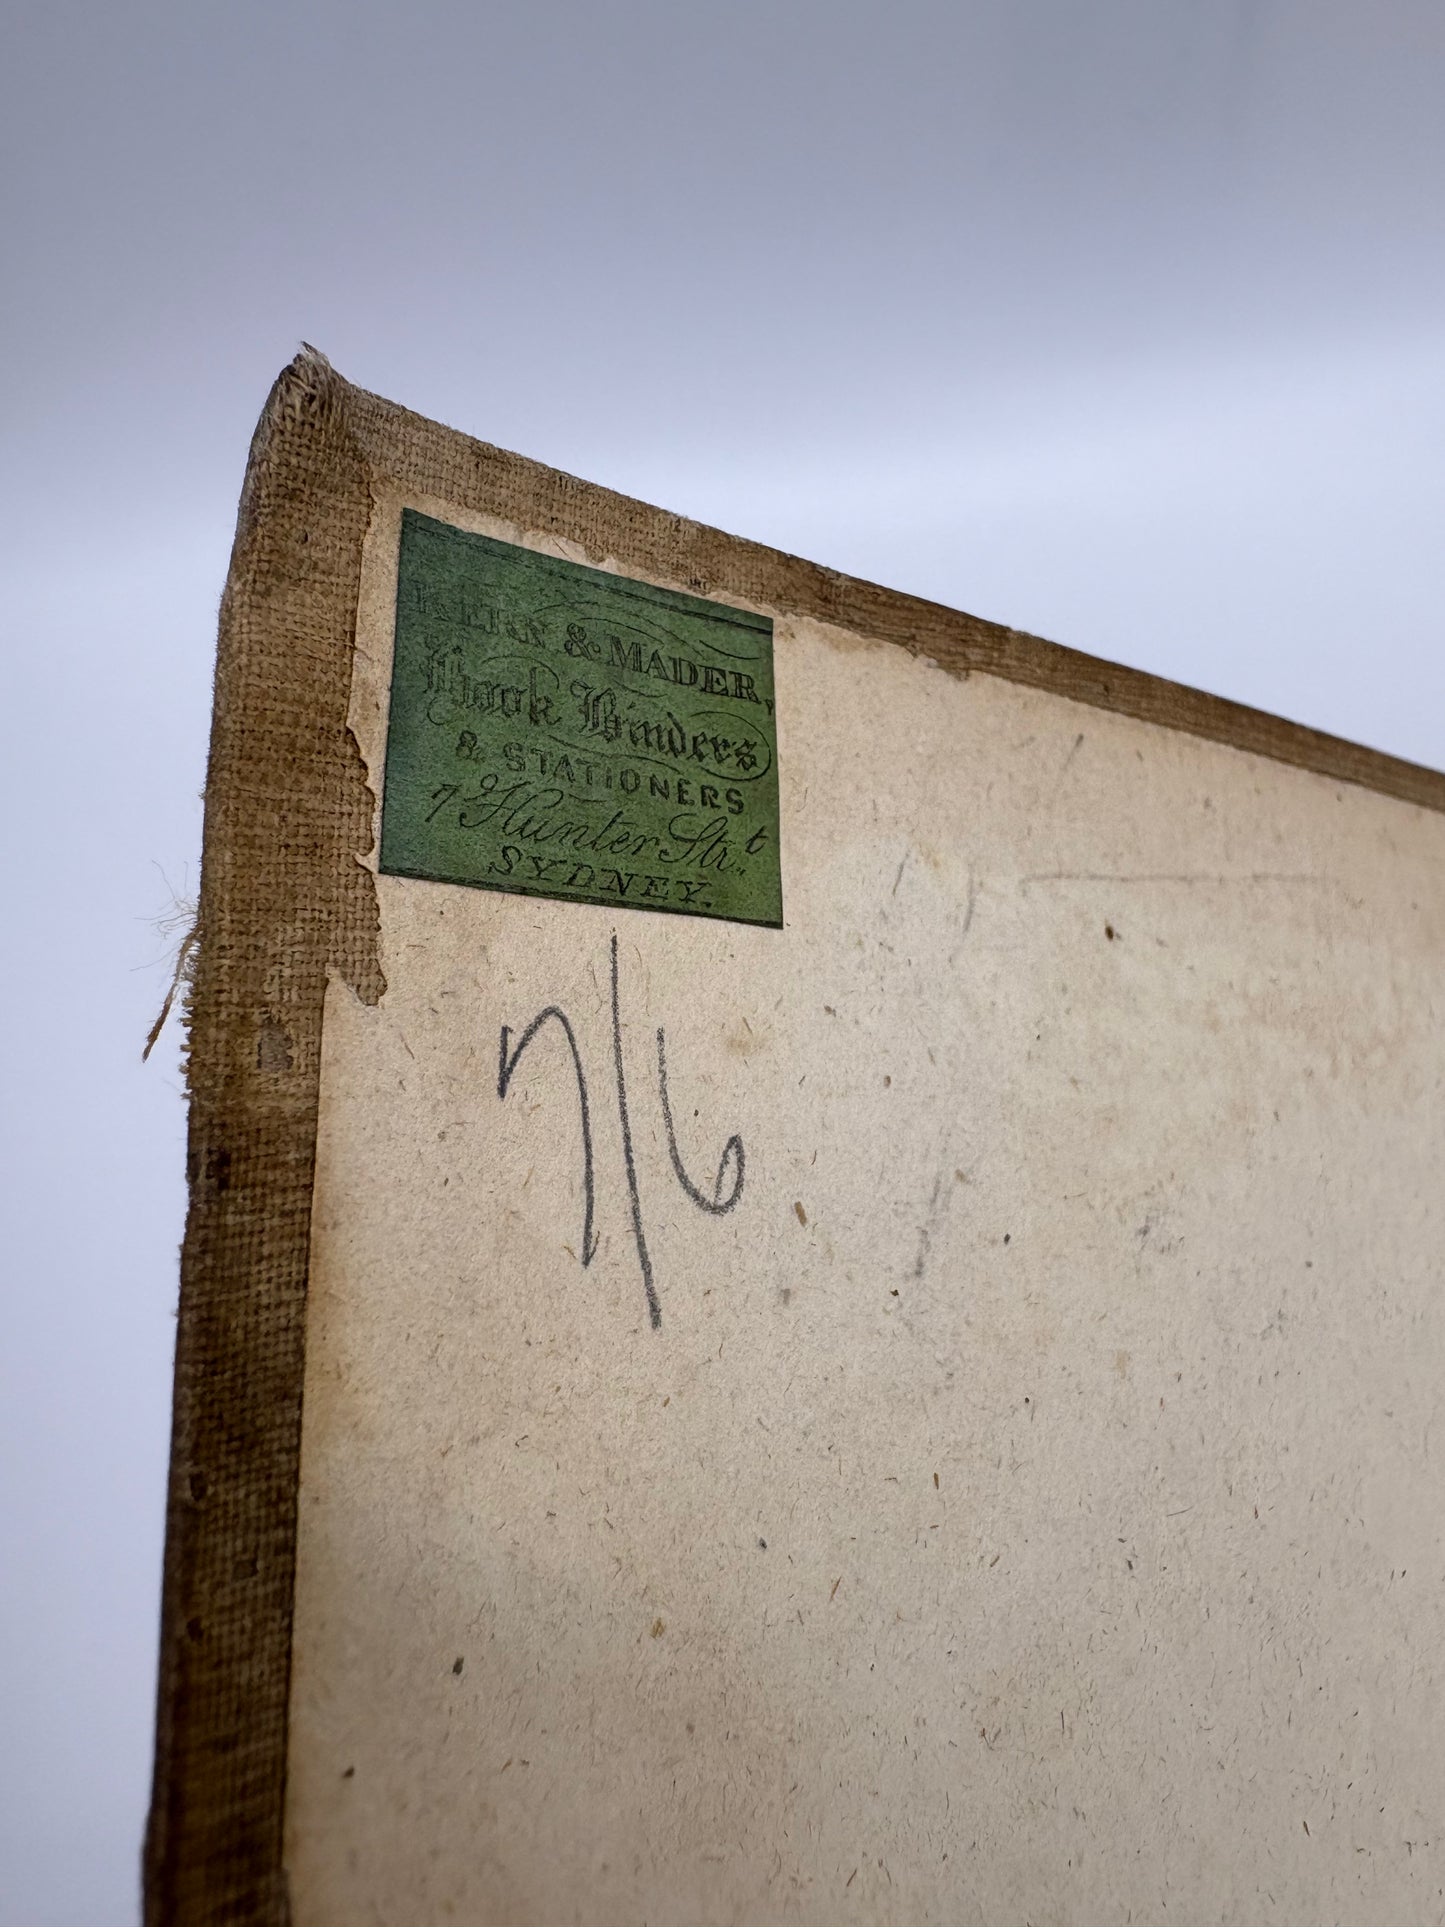 KERN & MADER,
Book Binders
& STATIONERS
7 Hunter Str.t
SYDNEY.
7/6